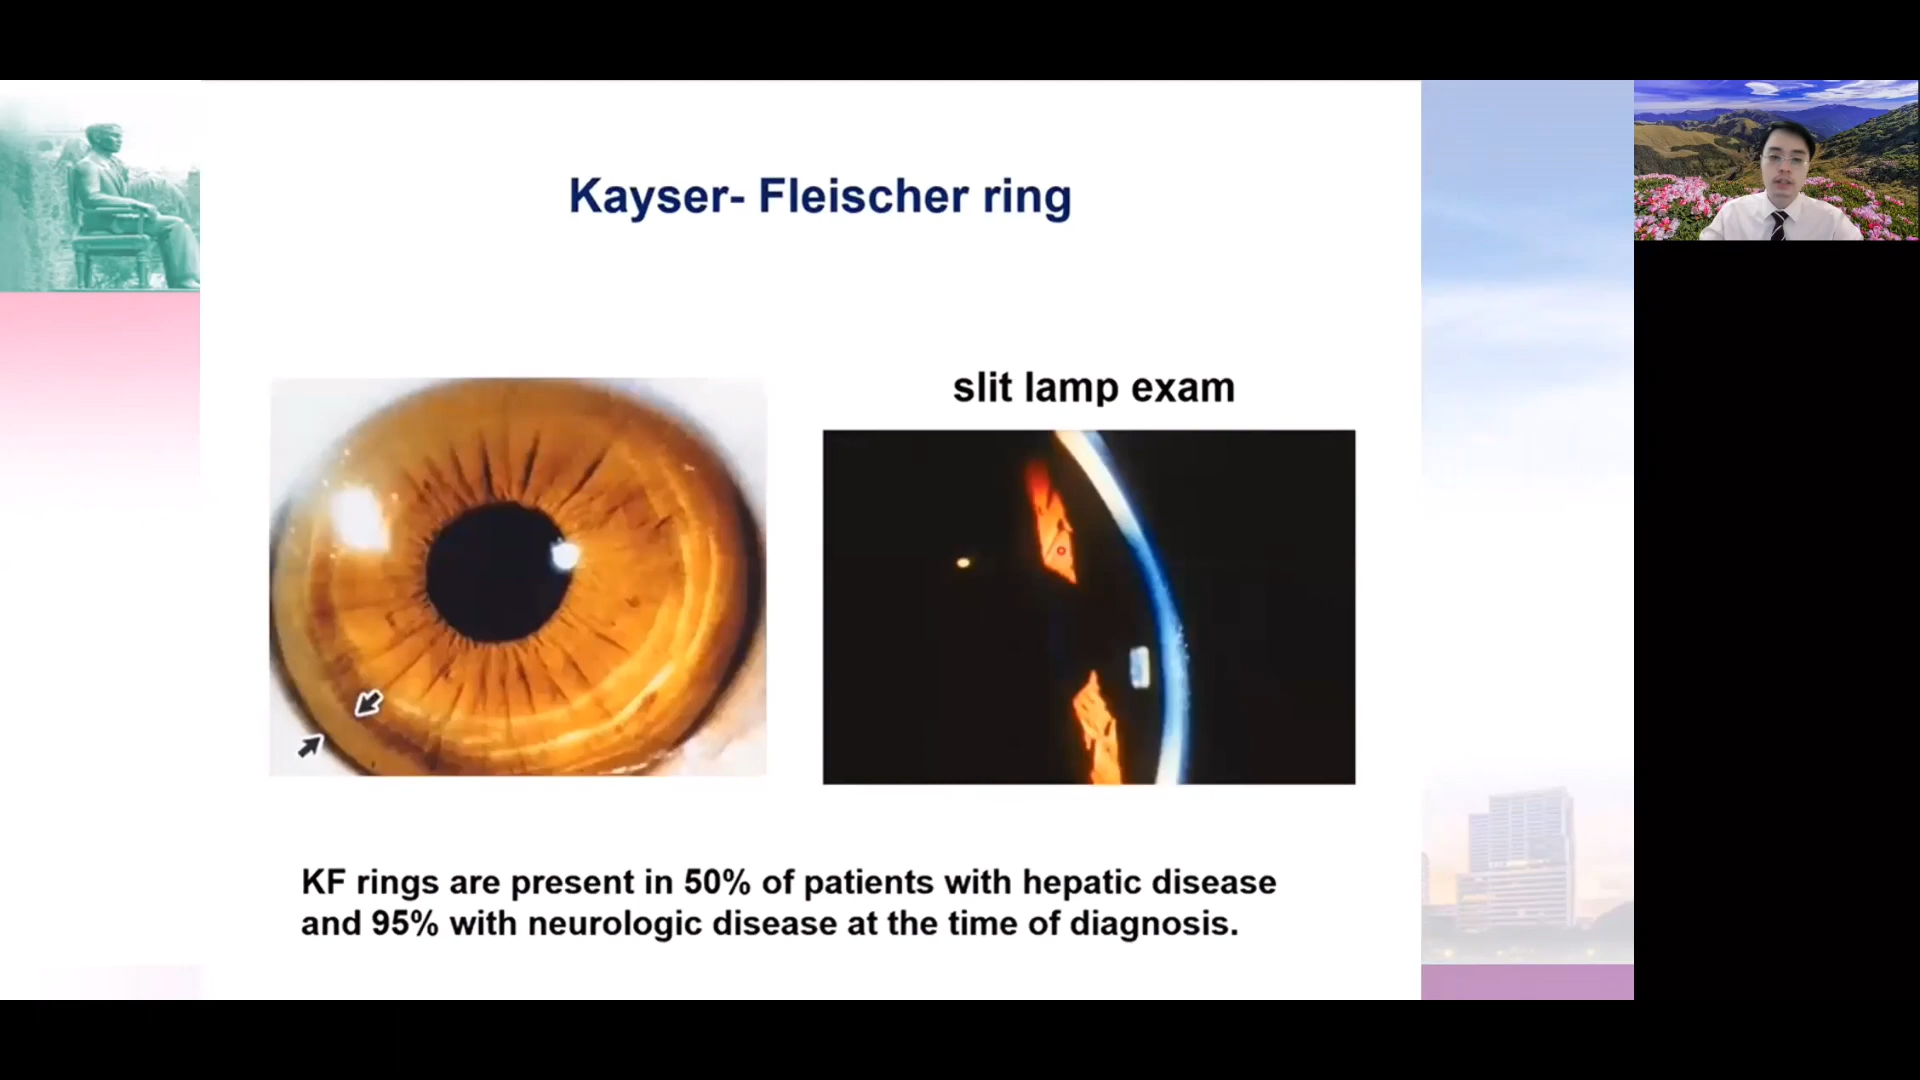 Kayser- Fleischer ring
slit lamp exam
KF rings are present in 50% of patients with hepatic disease
and 95% with neurologic disease at the time of diagnosis.